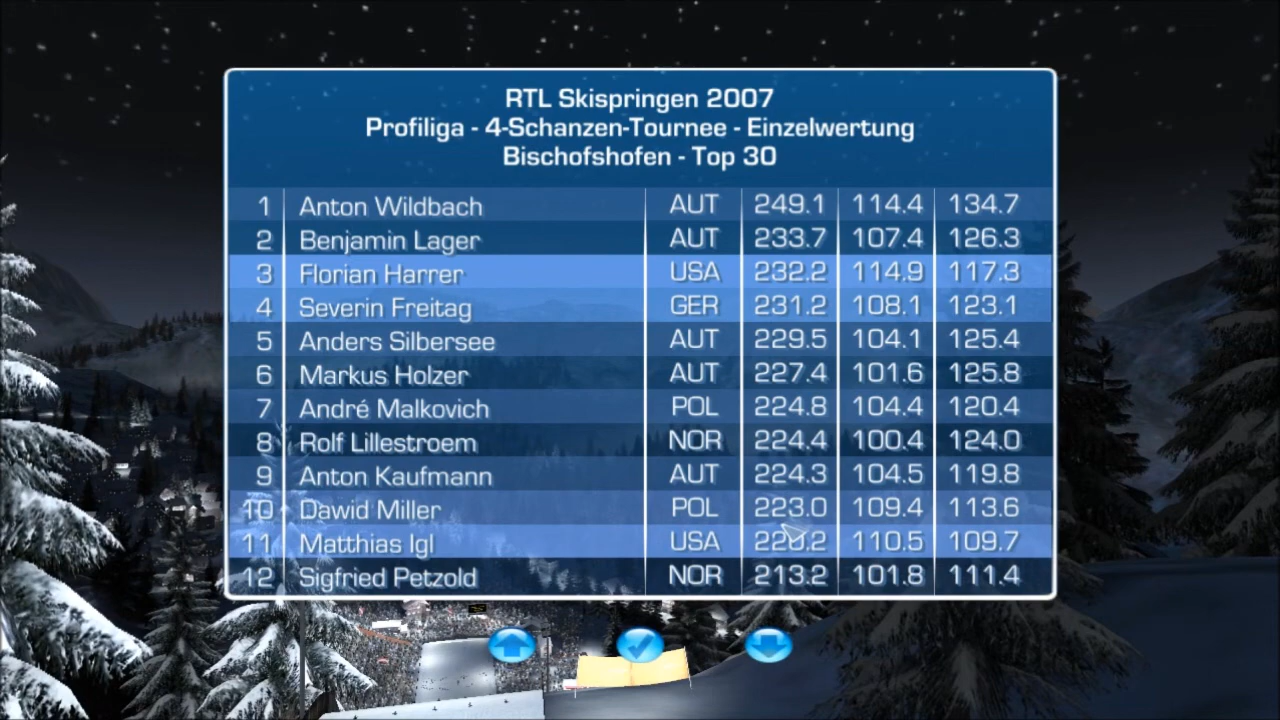 RTL Skispringen 2007
Profiliga - 4-Schanzen-Tournee - Einzelwertung
Bischofshofen - Top 30
1 Anton Wildbach AUT 249.1 114.4 134.7
2 Benjamin Lager AUT 233.7 107.4 126.3
3 Florian Harrer USA 232.2 114.9 117.3
4 Severin Freitag GER 231.2 108.1 123.1
5 Anders Silbersee AUT 229.5 104.1 125.4
6 Markus Holzer AUT 227.4 101.6 125.8
7 André Malkovich POL 224.8 104.4 120.4
8 Rolf Lillestroem NOR 224.4 100.4 124.0
9 Anton Kaufmann AUT 224.3 104.5 119.8
10 Dawid Miller POL 223.0 109.4 113.6
11 Matthias Igl USA 220.2 110.5 109.7
12 Sigfried Petzold NOR 213.2 101.8 111.4